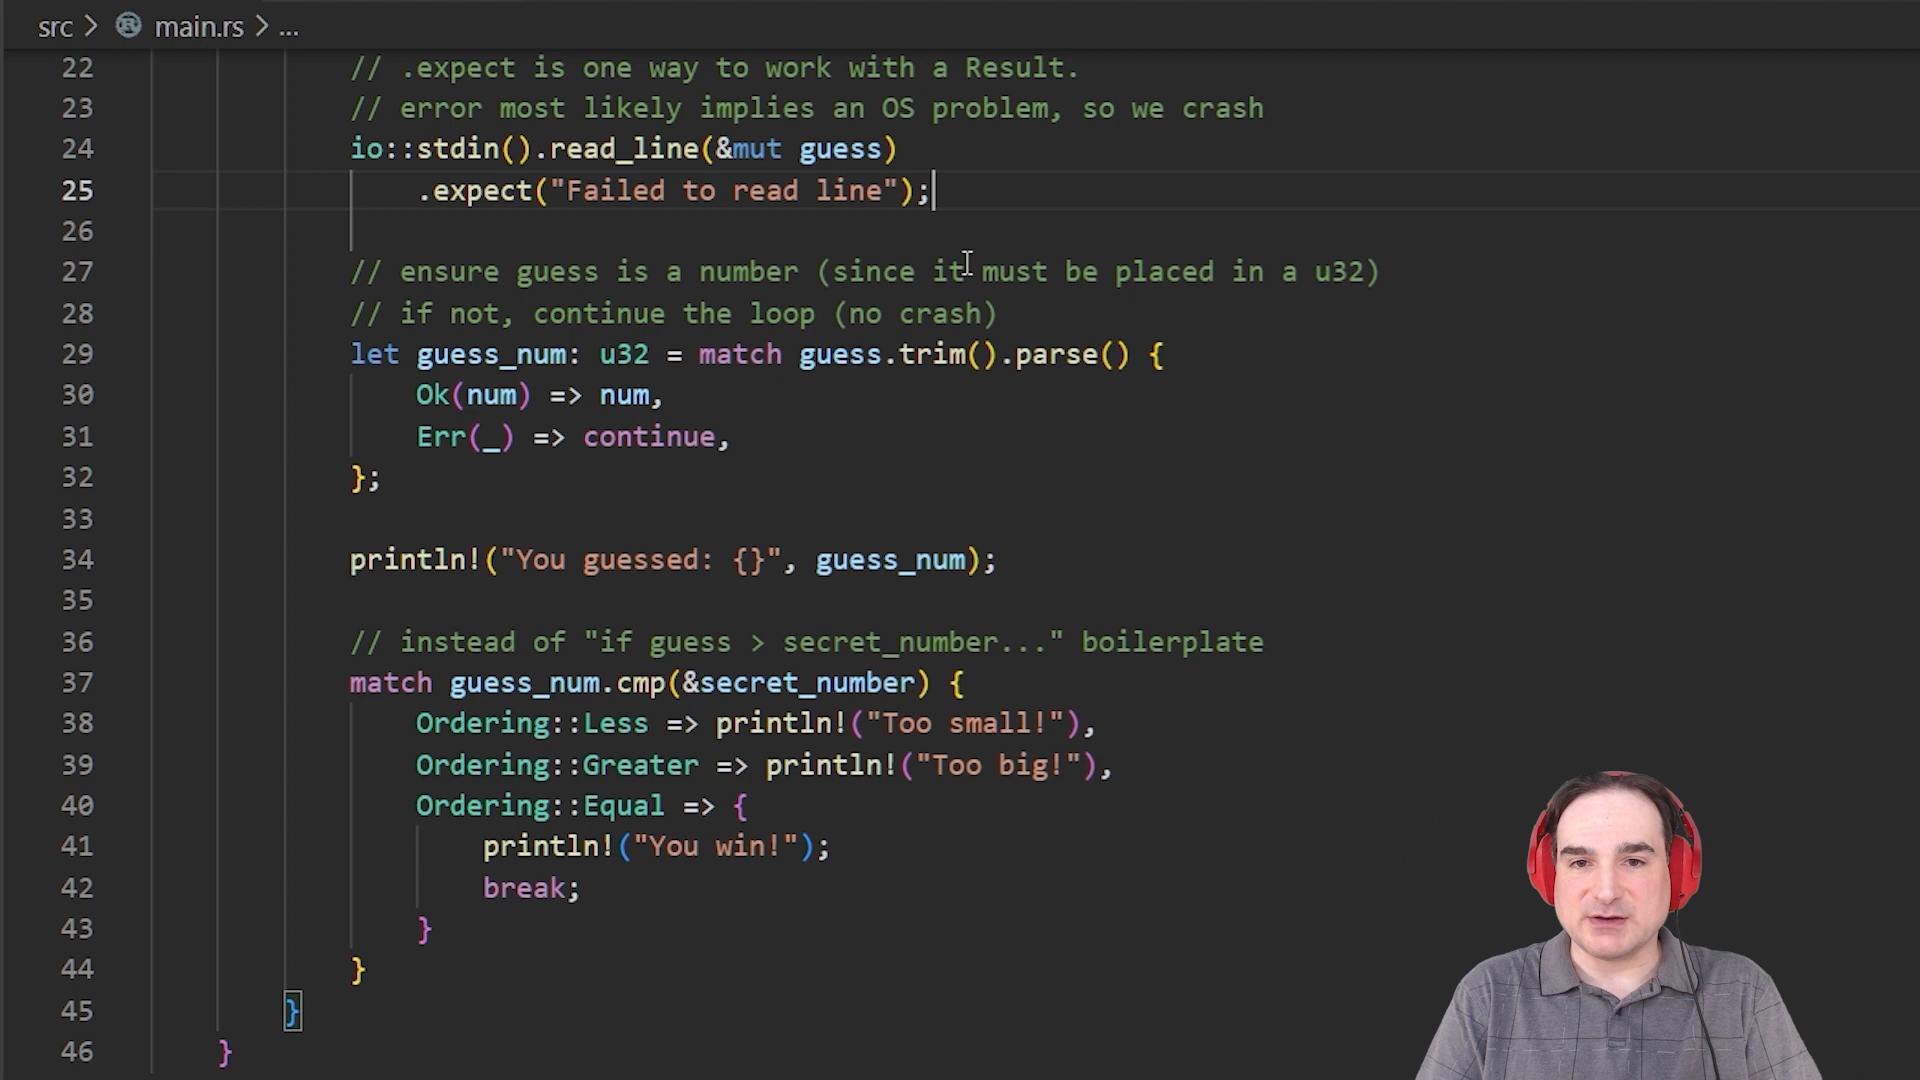 src > main.rs > ...
22 // .expect is one way to work with a Result.
23 // error most likely implies an OS problem, so we crash
24 io::stdin().read_line(&mut guess)
25 .expect("Failed to read line");
26
27 // ensure guess is a number (since it must be placed in a u32)
28 // if not, continue the loop (no crash)
29 let guess_num: u32 = match guess.trim().parse() {
30 Ok(num) => num,
31 Err(_) => continue,
32 };
33
34 println!("You guessed: {}", guess_num);
35
36 // instead of "if guess > secret_number..." boilerplate
37 match guess_num.cmp(&secret_number) {
38 Ordering::Less => println!("Too small!"),
39 Ordering::Greater => println!("Too big!"),
40 Ordering::Equal => {
41 println!("You win!");
42 break;
43 }
44 }
45 }
46 }